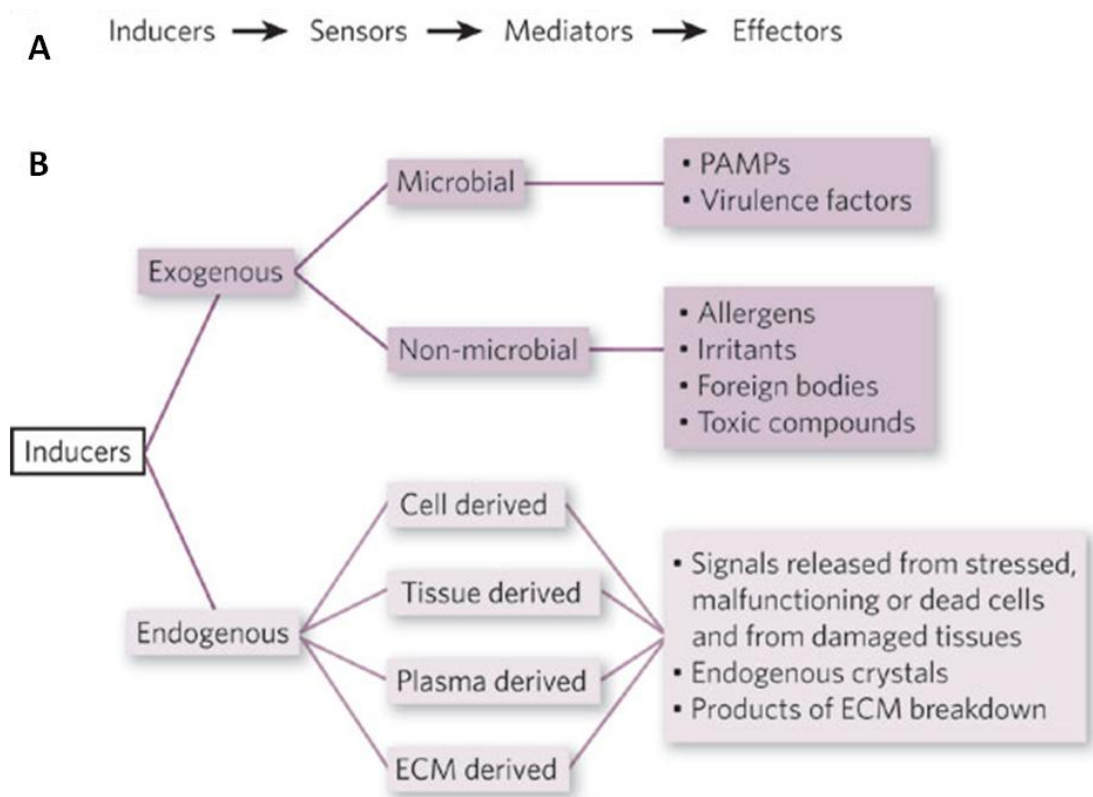 A
Inducers → Sensors → Mediators → Effectors
B
Microbial
• PAMPs
• Virulence factors
Exogenous
Non-microbial
• Allergens
• Irritants
• Foreign bodies
• Toxic compounds
Inducers
Cell derived
Tissue derived
Endogenous
Plasma derived
ECM derived
• Signals released from stressed,
malfunctioning or dead cells
and from damaged tissues
• Endogenous crystals
• Products of ECM breakdown